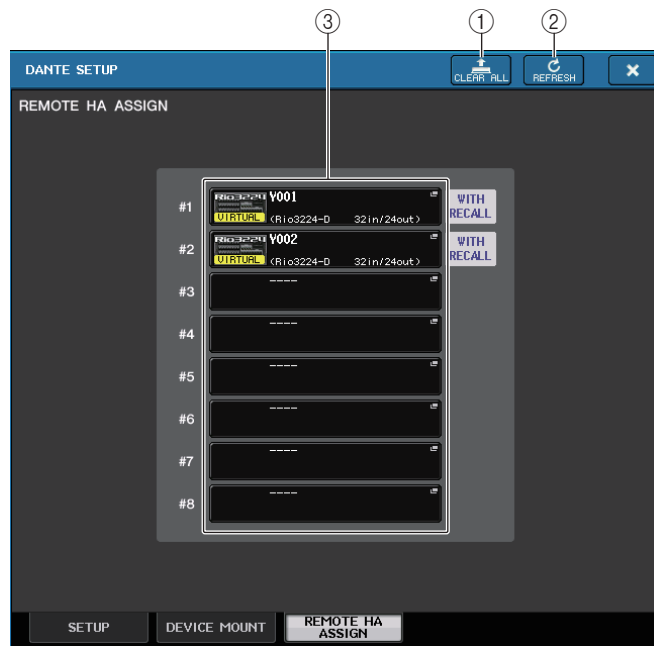 ③ ① ②
DANTE SETUP
CLEAR ALL
REFRESH
REMOTE HA ASSIGN
#1
Rio3224
VIRTUAL
Y001
(Rio3224-D 32in/24out)
WITH
RECALL
#2
Rio3224
VIRTUAL
Y002
(Rio3224-D 32in/24out)
WITH
RECALL
#3
----
#4
----
#5
----
#6
----
#7
----
#8
----
SETUP
DEVICE MOUNT
REMOTE HA
ASSIGN